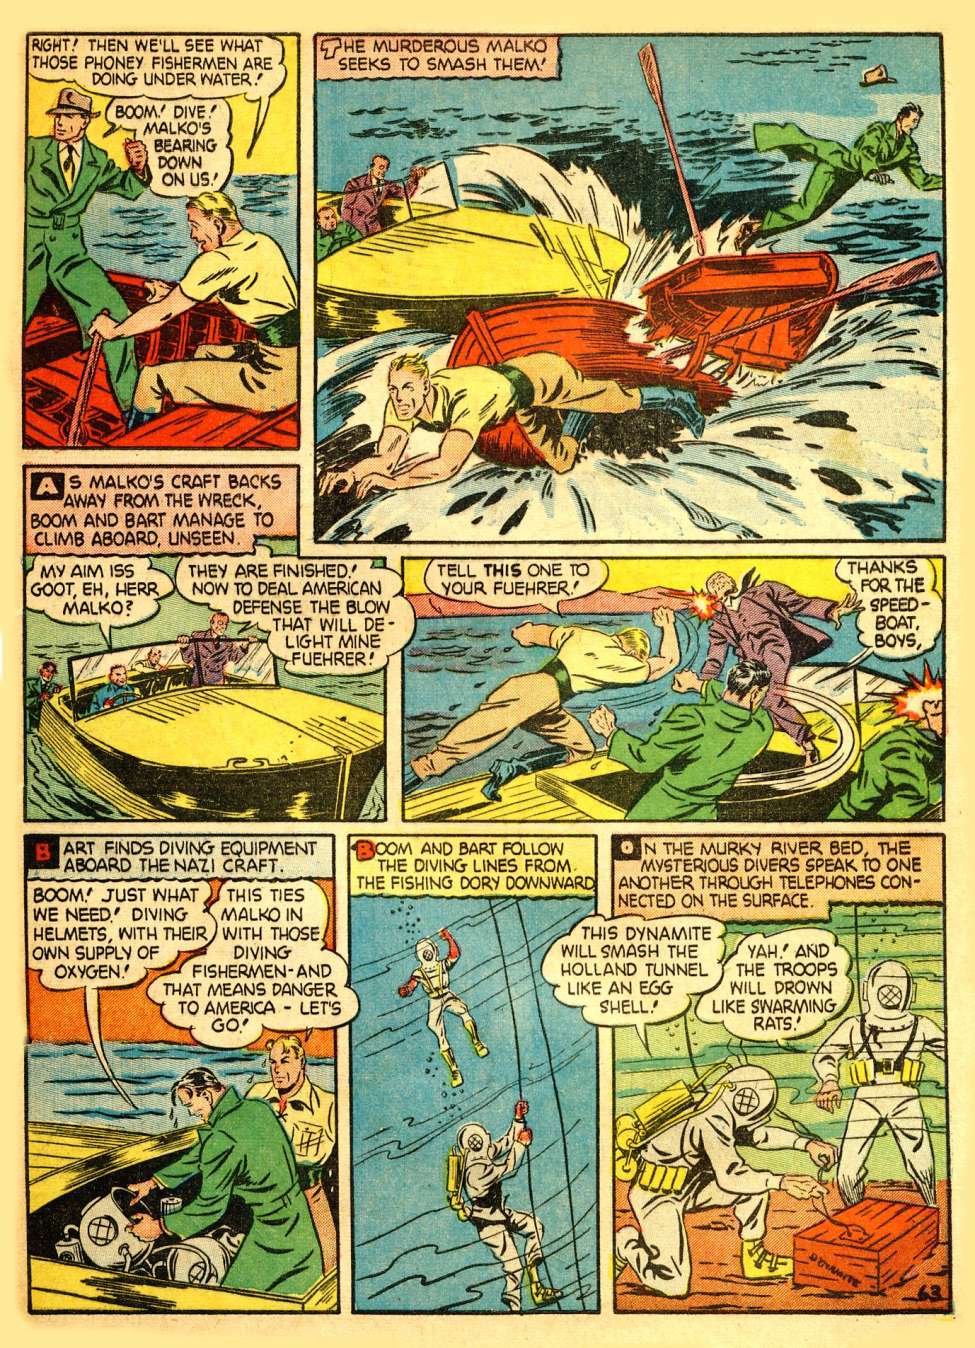 RIGHT! THEN WE'LL SEE WHAT
THOSE PHONEY FISHERMEN ARE
DOING UNDER WATER!
BOOM! DIVE!
MALKO'S
BEARING
DOWN
ON US!
THE MURDEROUS MALKO
SEEKS TO SMASH THEM!
AS MALKO'S CRAFT BACKS
AWAY FROM THE WRECK,
BOOM AND BART MANAGE TO
CLIMB ABOARD, UNSEEN.
MY AIM ISS
GOOT, EH, HERR
MALKO?
THEY ARE FINISHED!
NOW TO DEAL AMERICAN
DEFENSE THE BLOW
THAT WILL DE-
LIGHT MINE
FUEHRER!
TELL THIS ONE TO
YOUR FUEHRER!
THANKS
FOR THE
SPEED-
BOAT,
BOYS,
BART FINDS DIVING EQUIPMENT
ABOARD THE NAZI CRAFT.
BOOM! JUST WHAT
WE NEED! DIVING
HELMETS, WITH THEIR
OWN SUPPLY OF
OXYGEN!
THIS TIES
MALKO IN
WITH THOSE
DIVING
FISHERMEN-AND
THAT MEANS DANGER
TO AMERICA - LET'S
GO!
BOOM AND BART FOLLOW
THE DIVING LINES FROM
THE FISHING DORY DOWNWARD
ON THE MURKY RIVER BED, THE
MYSTERIOUS DIVERS SPEAK TO ONE
ANOTHER THROUGH TELEPHONES CON-
NECTED ON THE SURFACE.
THIS DYNAMITE
WILL SMASH THE
HOLLAND TUNNEL
LIKE AN EGG
SHELL!
YAH! AND
THE TROOPS
WILL DROWN
LIKE SWARMING
RATS!
DYNAMITE
63